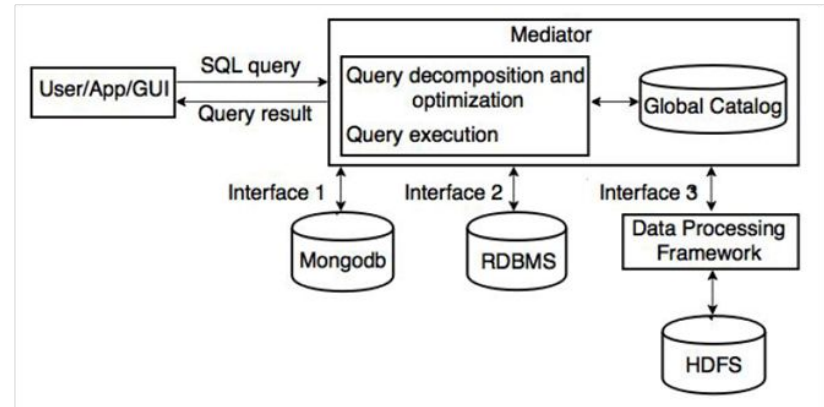 Mediator
SQL query
User/App/GUI
Query result
Query decomposition and
optimization
Query execution
Global Catalog
Interface 1
Interface 2
Interface 3
Mongodb
RDBMS
Data Processing
Framework
HDFS